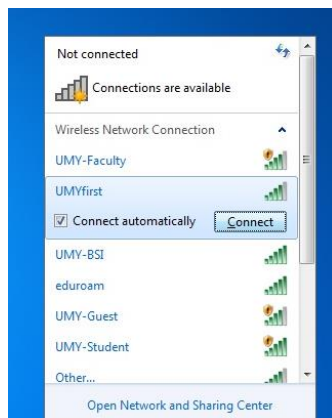 Not connected
Connections are available
Wireless Network Connection
UMY-Faculty
UMYfirst
Connect automatically
Connect
UMY-BSI
eduroam
UMY-Guest
UMY-Student
Other...
Open Network and Sharing Center